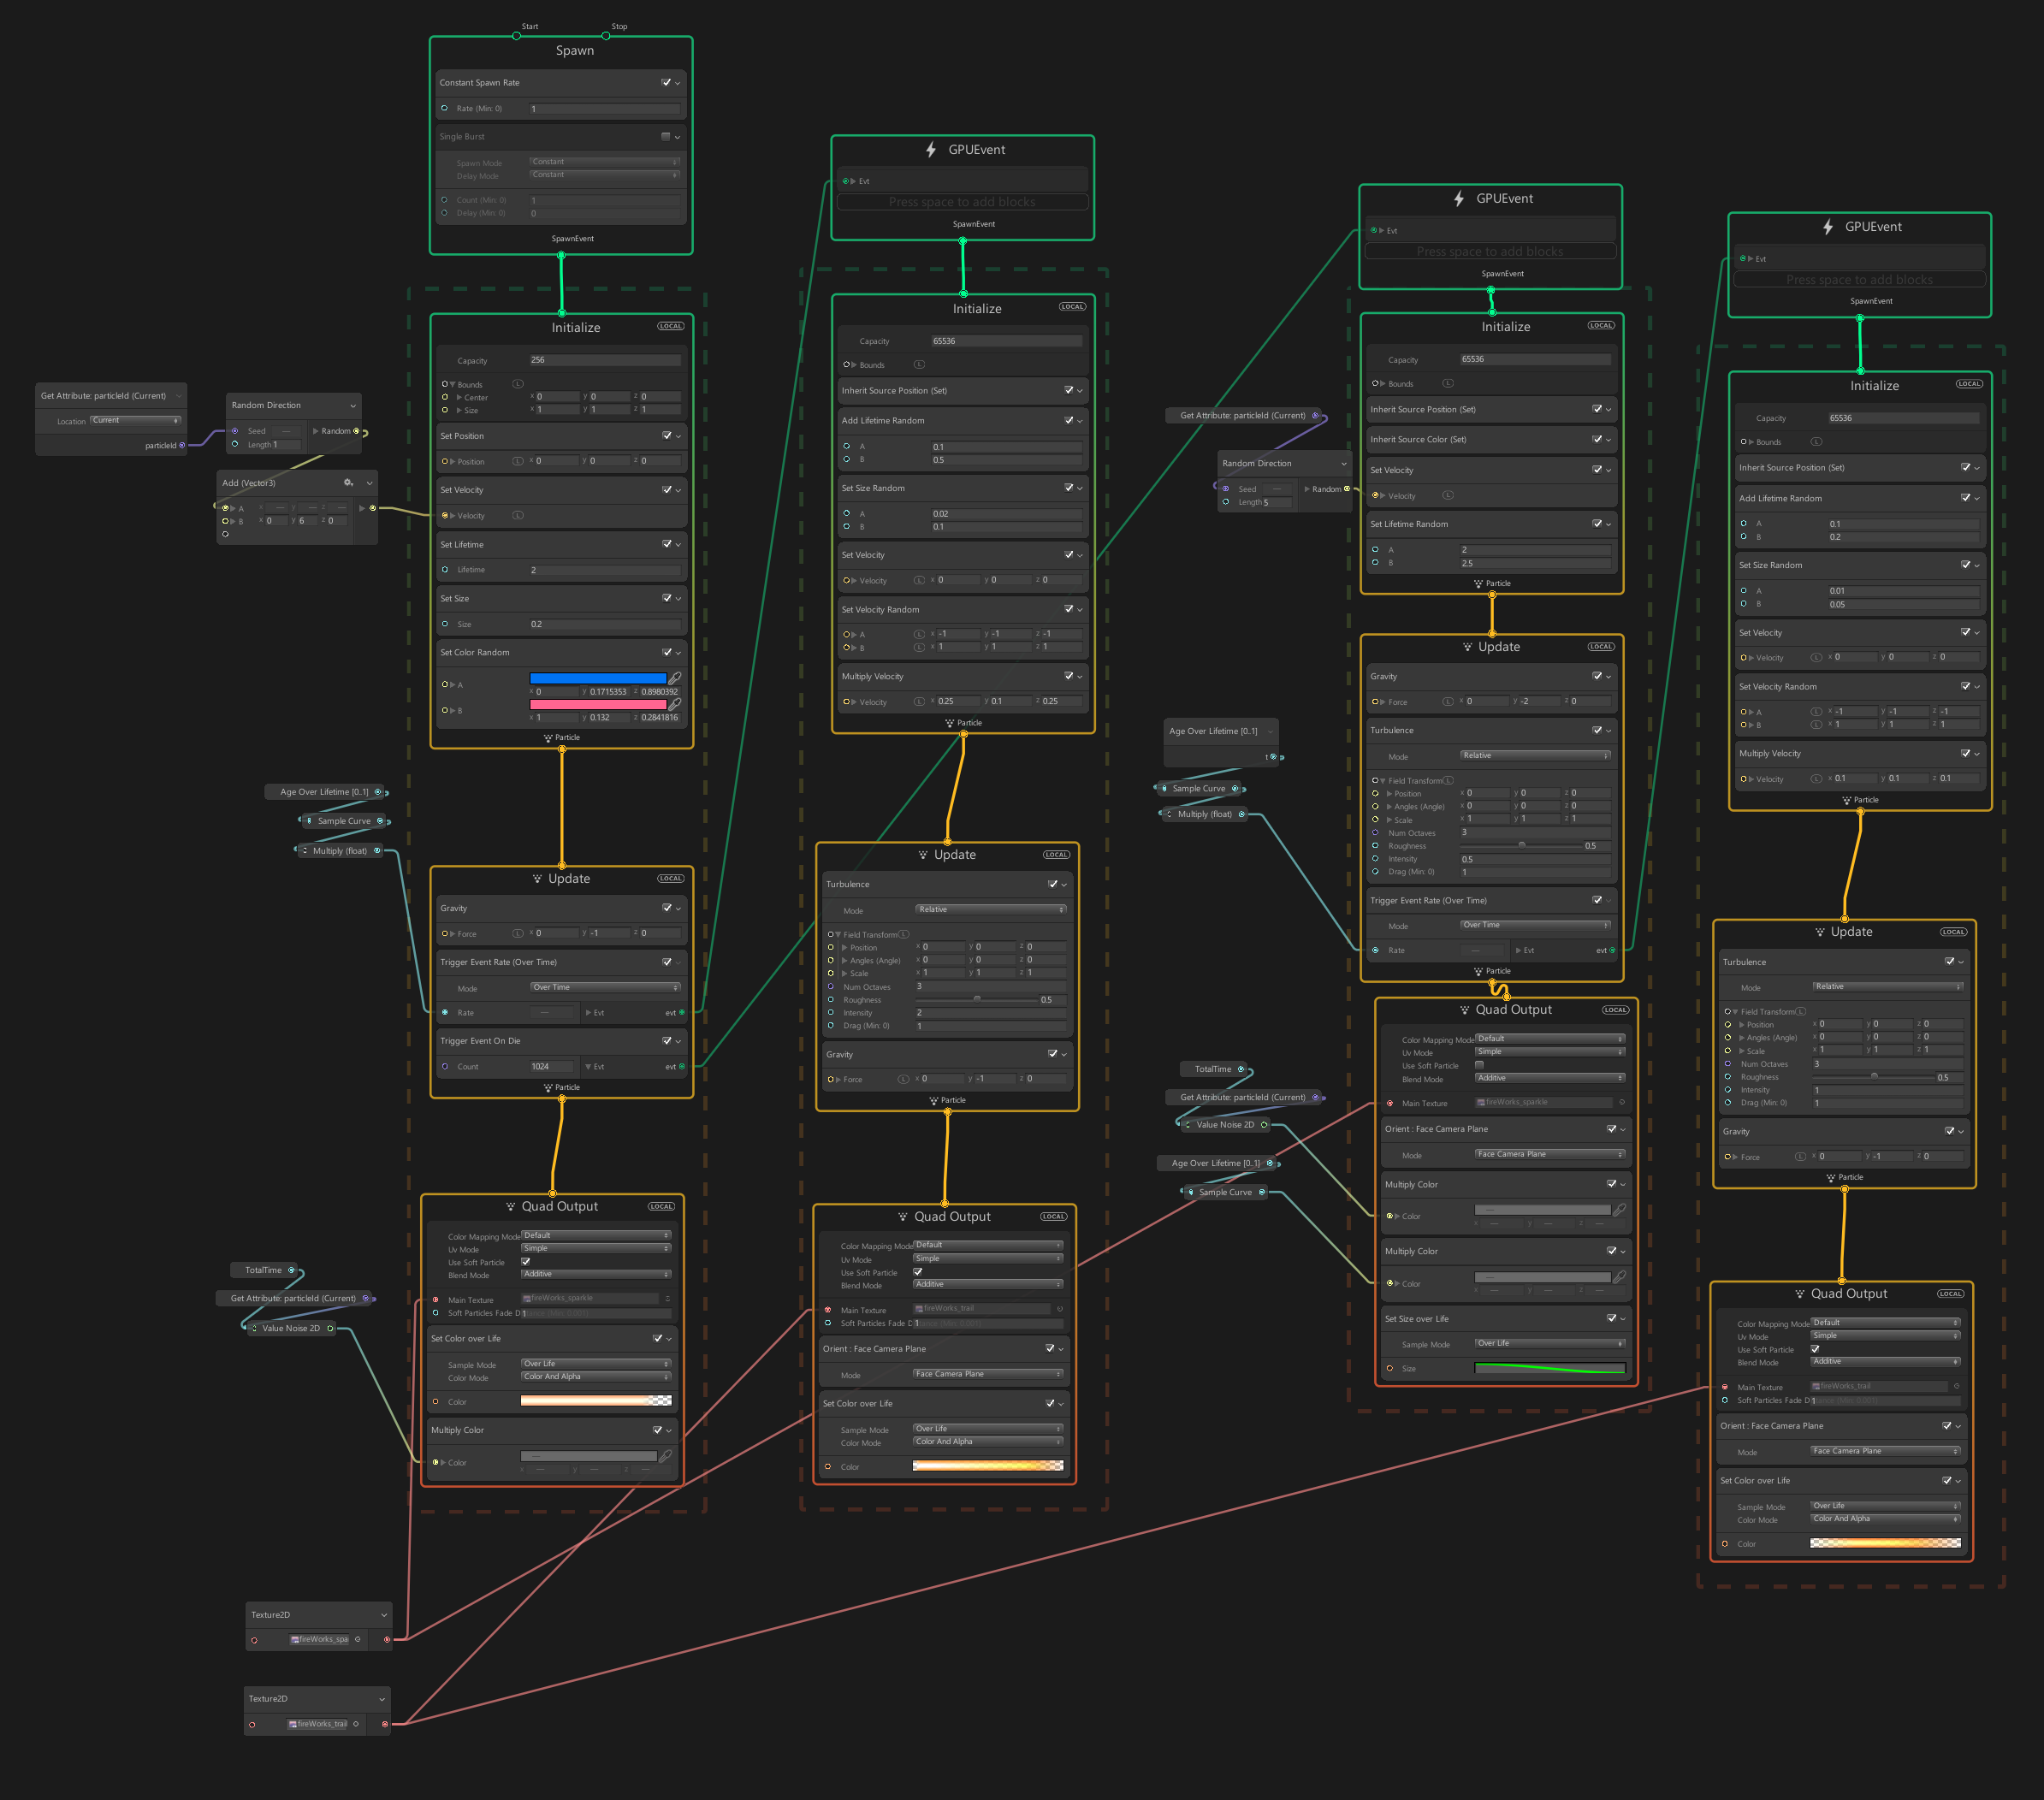 Start Stop
Spawn
Constant Spawn Rate
Rate (Min: 0) 1
Single Burst
Spawn Mode Constant
Delay Mode Constant
Count (Min: 0) 1
Delay (Min: 0) 0
SpawnEvent
Initialize LOCAL
Capacity 256
Bounds L
Center x 0 y 0 z 0
Size x 1 y 1 z 1
Set Position
Position L x 0 y 0 z 0
Set Velocity
Velocity L
Set Lifetime
Lifetime 2
Set Size
Size 0.2
Set Color Random
A
x 0 y 0.1715353 z 0.8980392
B
x 1 y 0.132 z 0.2841816
Particle
Get Attribute: particleId (Current)
Location Current
particleId
Random Direction
Seed — Random
Length 1
Add (Vector3)
A x — y — z —
B x 0 y 6 z 0
Age Over Lifetime [0..1]
Sample Curve
Multiply (float)
Update LOCAL
Gravity
Force L x 0 y -1 z 0
Trigger Event Rate (Over Time)
Mode Over Time
Rate — Evt evt
Trigger Event On Die
Count 1024 Evt evt
Particle
TotalTime
Get Attribute: particleId (Current)
Value Noise 2D
Quad Output LOCAL
Color Mapping Mode Default
Uv Mode Simple
Use Soft Particle
Blend Mode Additive
Main Texture fireWorks_sparkle
Soft Particles Fade D 1
Set Color over Life
Sample Mode Over Life
Color Mode Color And Alpha
Color
Multiply Color
Color —
x — y — z —
Texture2D
fireWorks_spa
Texture2D
fireWorks_trail
GPUEvent
Evt
Press space to add blocks
SpawnEvent
Initialize LOCAL
Capacity 65536
Bounds L
Inherit Source Position (Set)
Add Lifetime Random
A 0.1
B 0.5
Set Size Random
A 0.02
B 0.1
Set Velocity
Velocity L x 0 y 0 z 0
Set Velocity Random
A L x -1 y -1 z -1
B L x 1 y 1 z 1
Multiply Velocity
Velocity L x 0.25 y 0.1 z 0.25
Particle
Update LOCAL
Turbulence
Mode Relative
Field Transform L
Position x 0 y 0 z 0
Angles (Angle) x 0 y 0 z 0
Scale x 1 y 1 z 1
Num Octaves 3
Roughness 0.5
Intensity 2
Drag (Min: 0) 1
Gravity
Force L x 0 y -1 z 0
Particle
Quad Output LOCAL
Color Mapping Mode Default
Uv Mode Simple
Use Soft Particle
Blend Mode Additive
Main Texture fireWorks_trail
Soft Particles Fade D 1
Orient : Face Camera Plane
Mode Face Camera Plane
Set Color over Life
Sample Mode Over Life
Color Mode Color And Alpha
Color
GPUEvent
Evt
Press space to add blocks
SpawnEvent
Initialize LOCAL
Capacity 65536
Bounds L
Inherit Source Position (Set)
Inherit Source Color (Set)
Set Velocity
Velocity L
Set Lifetime Random
A 2
B 2.5
Particle
Get Attribute: particleId (Current)
Random Direction
Seed — Random
Length 5
Update LOCAL
Gravity
Force L x 0 y -2 z 0
Turbulence
Mode Relative
Field Transform L
Position x 0 y 0 z 0
Angles (Angle) x 0 y 0 z 0
Scale x 1 y 1 z 1
Num Octaves 3
Roughness 0.5
Intensity 0.5
Drag (Min: 0) 1
Trigger Event Rate (Over Time)
Mode Over Time
Rate — Evt evt
Particle
Age Over Lifetime [0..1]
t
Sample Curve
Multiply (float)
TotalTime
Get Attribute: particleId (Current)
Value Noise 2D
Age Over Lifetime [0..1]
Sample Curve
Quad Output LOCAL
Color Mapping Mode Default
Uv Mode Simple
Use Soft Particle
Blend Mode Additive
Main Texture fireWorks_sparkle
Orient : Face Camera Plane
Mode Face Camera Plane
Multiply Color
Color —
x — y — z —
Multiply Color
Color —
x — y — z —
Set Size over Life
Sample Mode Over Life
Size
GPUEvent
Evt
Press space to add blocks
SpawnEvent
Initialize LOCAL
Capacity 65536
Bounds L
Inherit Source Position (Set)
Add Lifetime Random
A 0.1
B 0.2
Set Size Random
A 0.01
B 0.05
Set Velocity
Velocity L x 0 y 0 z 0
Set Velocity Random
A L x -1 y -1 z -1
B L x 1 y 1 z 1
Multiply Velocity
Velocity L x 0.1 y 0.1 z 0.1
Particle
Update LOCAL
Turbulence
Mode Relative
Field Transform L
Position x 0 y 0 z 0
Angles (Angle) x 0 y 0 z 0
Scale x 1 y 1 z 1
Num Octaves 3
Roughness 0.5
Intensity 1
Drag (Min: 0) 1
Gravity
Force L x 0 y -1 z 0
Particle
Quad Output LOCAL
Color Mapping Mode Default
Uv Mode Simple
Use Soft Particle
Blend Mode Additive
Main Texture fireWorks_trail
Soft Particles Fade D 1
Orient : Face Camera Plane
Mode Face Camera Plane
Set Color over Life
Sample Mode Over Life
Color Mode Color And Alpha
Color